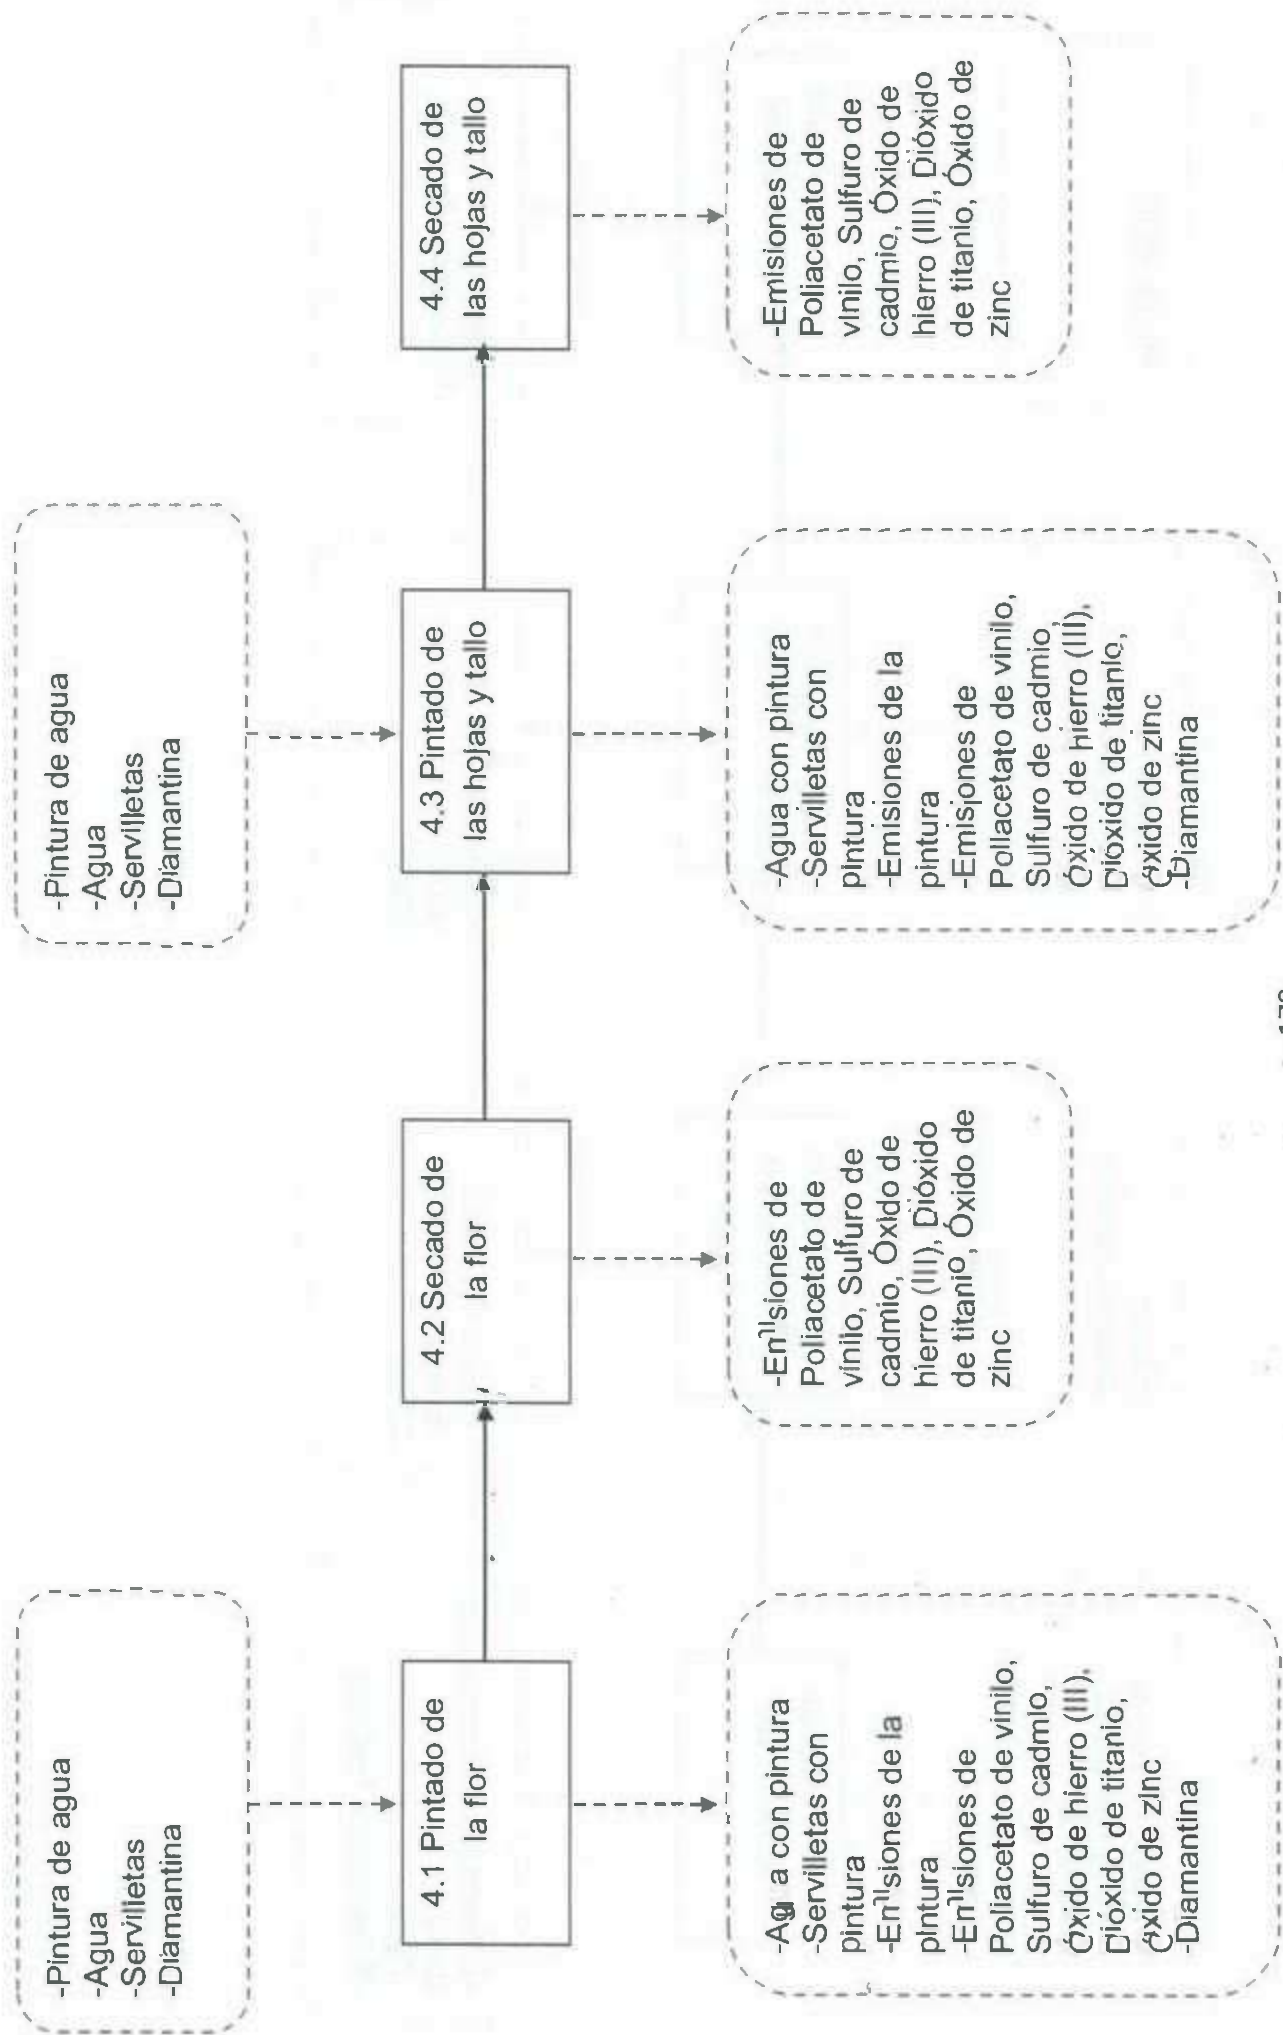 -Pintura de agua
-Agua
-Servilletas
-Diamantina
-Pintura de agua
-Agua
-Servilletas
-Diamantina
4.1 Pintado de
la flor
4.2 Secado de
la flor
4.3 Pintado de
las hojas y tallo
4.4 Secado de
las hojas y tallo
-Agua con pintura
-Servilletas con
pintura
-Emisiones de la
pintura
-Emisiones de
Poliacetato de vinilo,
Sulfuro de cadmio,
Óxido de hierro (III),
Dióxido de titanio,
Óxido de zinc
-Diamantina
-Emisiones de
Poliacetato de
vinilo, Sulfuro de
cadmio, Óxido de
hierro (III), Dióxido
de titanio, Óxido de
zinc
-Agua con pintura
-Servilletas con
pintura
-Emisiones de la
pintura
-Emisiones de
Poliacetato de vinilo,
Sulfuro de cadmio,
Óxido de hierro (III),
Dióxido de titanio,
Óxido de zinc
-Diamantina
-Emisiones de
Poliacetato de
vinilo, Sulfuro de
cadmio, Óxido de
hierro (III), Dióxido
de titanio, Óxido de
zinc